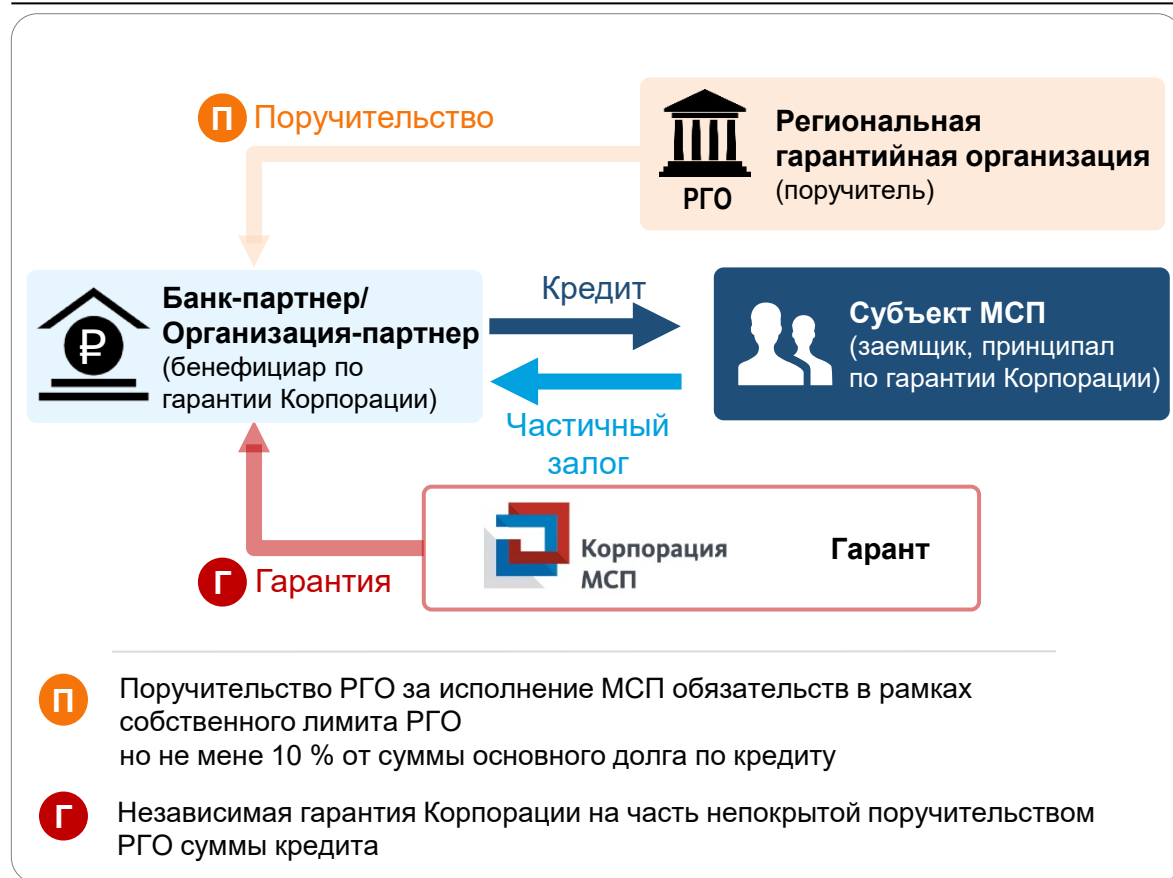 П Поручительство
Региональная
гарантийная организация
(поручитель)
РГО
Банк-партнер/
Организация-партнер
(бенефициар по
гарантии Корпорации)
₽
Кредит
Частичный
залог
Субъект МСП
(заемщик, принципал
по гарантии Корпорации)
Корпорация
МСП
Гарант
Г Гарантия
П
Поручительство РГО за исполнение МСП обязательств в рамках
собственного лимита РГО
но не мене 10 % от суммы основного долга по кредиту
Г
Независимая гарантия Корпорации на часть непокрытой поручительством
РГО суммы кредита